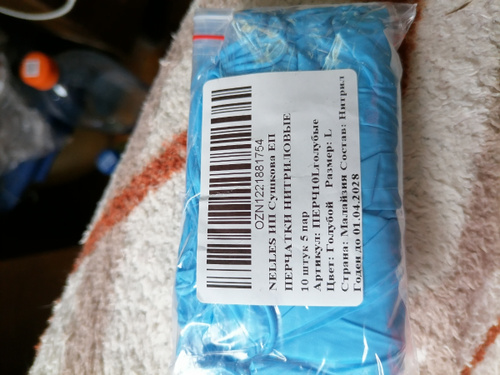 OZN1221881754
NELLES ИП Сушкова ЕП
ПЕРЧАТКИ НИТРИЛОВЫЕ
10 штук 5 пар
Артикул: ПЕРЧ10Lголубые
Цвет: Голубой Размер: L
Страна: Малайзия Состав: Нитрил
Годен до 01.04.2028